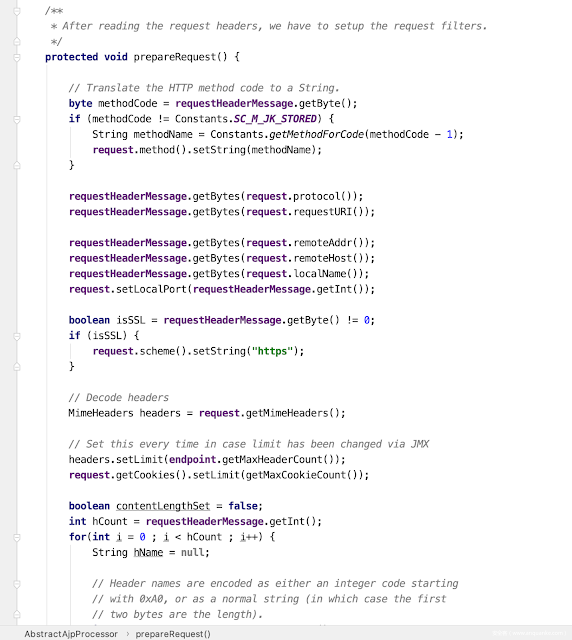 /**
 * After reading the request headers, we have to setup the request filters.
 */
protected void prepareRequest() {

    // Translate the HTTP method code to a String.
    byte methodCode = requestHeaderMessage.getByte();
    if (methodCode != Constants.SC_M_JK_STORED) {
        String methodName = Constants.getMethodForCode(methodCode - 1);
        request.method().setString(methodName);
    }

    requestHeaderMessage.getBytes(request.protocol());
    requestHeaderMessage.getBytes(request.requestURI());

    requestHeaderMessage.getBytes(request.remoteAddr());
    requestHeaderMessage.getBytes(request.remoteHost());
    requestHeaderMessage.getBytes(request.localName());
    request.setLocalPort(requestHeaderMessage.getInt());

    boolean isSSL = requestHeaderMessage.getByte() != 0;
    if (isSSL) {
        request.scheme().setString("https");
    }

    // Decode headers
    MimeHeaders headers = request.getMimeHeaders();

    // Set this every time in case limit has been changed via JMX
    headers.setLimit(endpoint.getMaxHeaderCount());
    request.getCookies().setLimit(getMaxCookieCount());

    boolean contentLengthSet = false;
    int hCount = requestHeaderMessage.getInt();
    for(int i = 0 ; i < hCount ; i++) {
        String hName = null;

        // Header names are encoded as either an integer code starting
        // with 0xA0, or as a normal string (in which case the first
        // two bytes are the length).
AbstractAjpProcessor › prepareRequest()